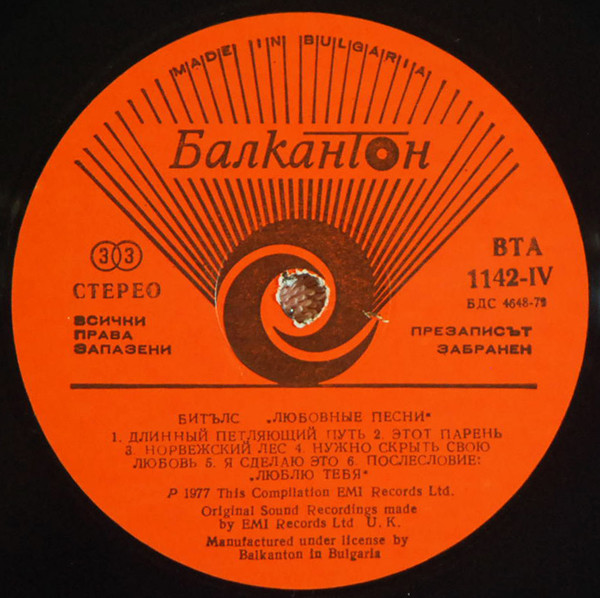 MADE IN BULGARIA
Балкантон
33
СТЕРЕО
ВСИЧКИ
ПРАВА
ЗАПАЗЕНИ
ВТА
1142-IV
БДС 4648-79
ПРЕЗАПИСЪТ
ЗАБРАНЕН
БИТЪЛС „ЛЮБОВНЫЕ ПЕСНИ“
1. ДЛИННЫЙ ПЕТЛЯЮЩИЙ ПУТЬ 2. ЭТОТ ПАРЕНЬ
3. НОРВЕЖСКИЙ ЛЕС 4. НУЖНО СКРЫТЬ СВОЮ
ЛЮБОВЬ 5. Я СДЕЛАЮ ЭТО 6. ПОСЛЕСЛОВИЕ:
„ЛЮБЛЮ ТЕБЯ“
P 1977 This Compilation EMI Records Ltd.
Original Sound Recordings made
by EMI Records Ltd U. K.
Manufactured under license by
Balkanton in Bulgaria